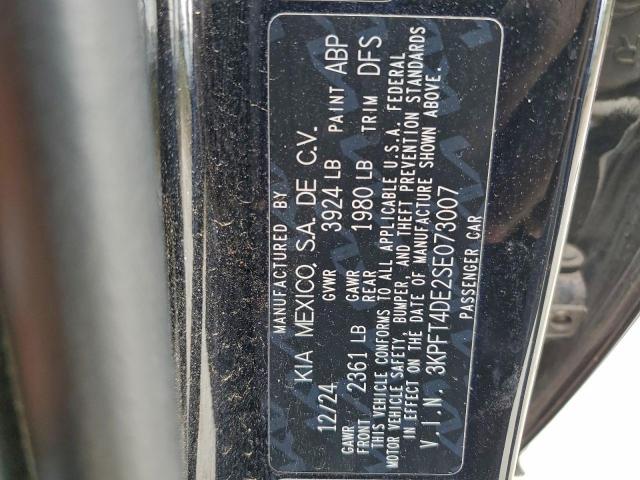 MANUFACTURED BY
KIA MEXICO, S.A. DE C.V.
12/24 GVWR 3924 LB PAINT ABP
GAWR FRONT 2361 LB GAWR REAR 1980 LB TRIM DFS
THIS VEHICLE CONFORMS TO ALL APPLICABLE U.S.A. FEDERAL
MOTOR VEHICLE SAFETY, BUMPER, AND THEFT PREVENTION STANDARDS
IN EFFECT ON THE DATE OF MANUFACTURE SHOWN ABOVE.
V.I.N. 3KPFT4DE2SE073007
PASSENGER CAR